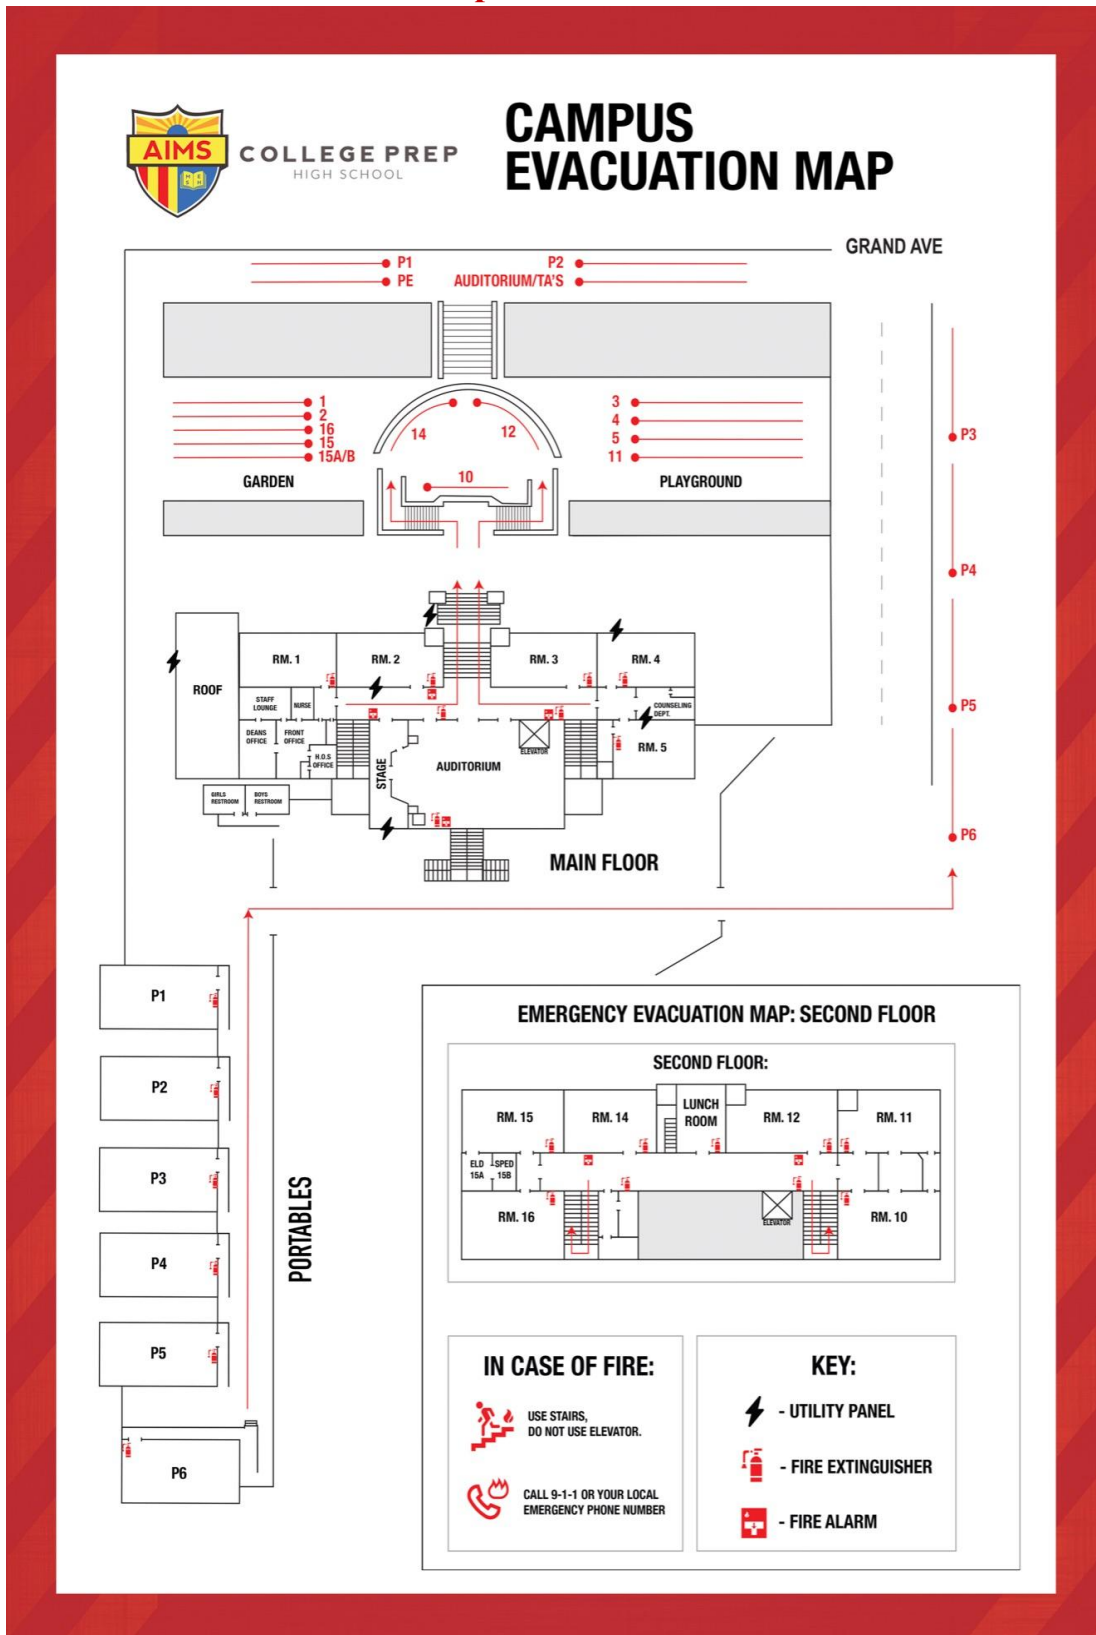 AIMS
COLLEGE PREP
HIGH SCHOOL
CAMPUS
EVACUATION MAP
GRAND AVE
P1
P2
PE
AUDITORIUM/TA'S
1
2
16
15
15A/B
GARDEN
14
12
10
3
4
5
11
PLAYGROUND
P3
P4
P5
P6
ROOF
RM. 1
RM. 2
RM. 3
RM. 4
STAFF
LOUNGE
NURSE
COUNSELING
DEPT.
DEANS
OFFICE
FRONT
OFFICE
H.O.S
OFFICE
STAGE
AUDITORIUM
ELEVATOR
RM. 5
GIRLS
RESTROOM
BOYS
RESTROOM
MAIN FLOOR
P1
P2
P3
P4
P5
P6
PORTABLES
EMERGENCY EVACUATION MAP: SECOND FLOOR
SECOND FLOOR:
RM. 15
RM. 14
LUNCH
ROOM
RM. 12
RM. 11
ELD
15A
SPED
15B
RM. 16
ELEVATOR
RM. 10
IN CASE OF FIRE:
USE STAIRS,
DO NOT USE ELEVATOR.
CALL 9-1-1 OR YOUR LOCAL
EMERGENCY PHONE NUMBER
KEY:
- UTILITY PANEL
- FIRE EXTINGUISHER
- FIRE ALARM